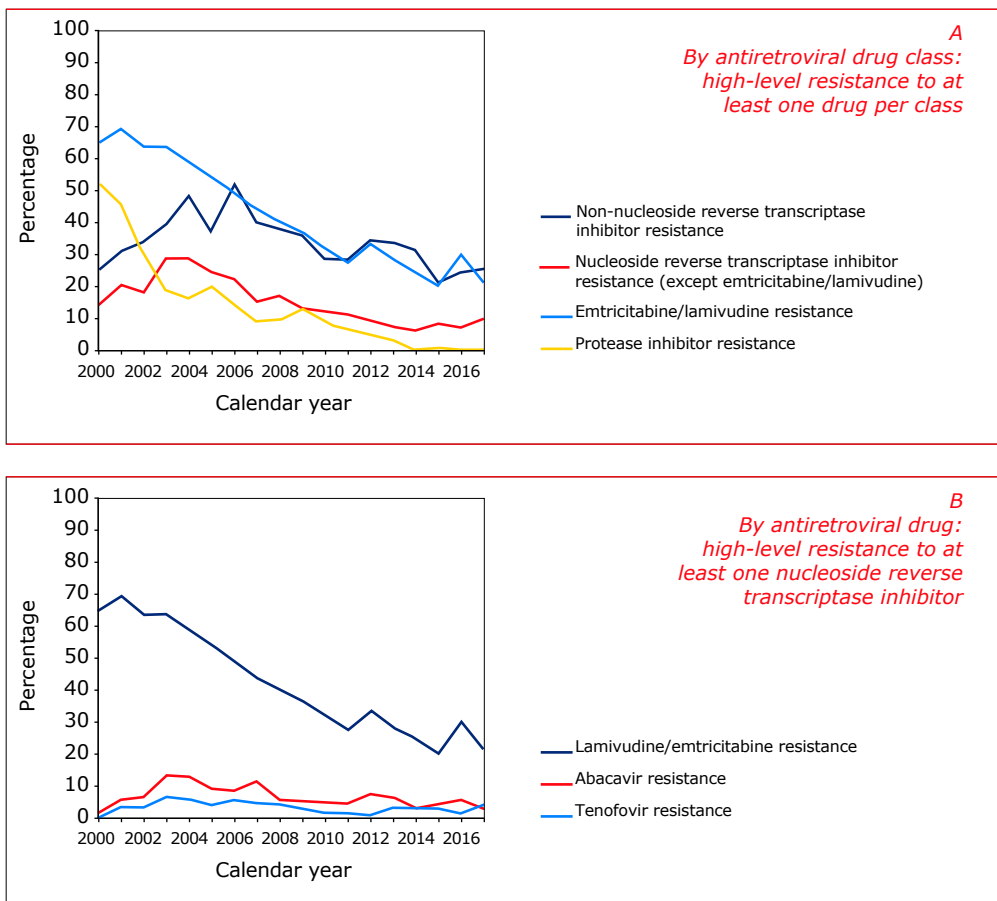 A
By antiretroviral drug class:
high-level resistance to at
least one drug per class
Percentage
100
90
80
70
60
50
40
30
20
10
0
2000 2002 2004 2006 2008 2010 2012 2014 2016
Calendar year
Non-nucleoside reverse transcriptase
inhibitor resistance
Nucleoside reverse transcriptase inhibitor
resistance (except emtricitabine/lamivudine)
Emtricitabine/lamivudine resistance
Protease inhibitor resistance
B
By antiretroviral drug:
high-level resistance to at
least one nucleoside reverse
transcriptase inhibitor
Percentage
100
90
80
70
60
50
40
30
20
10
0
2000 2002 2004 2006 2008 2010 2012 2014 2016
Calendar year
Lamivudine/emtricitabine resistance
Abacavir resistance
Tenofovir resistance